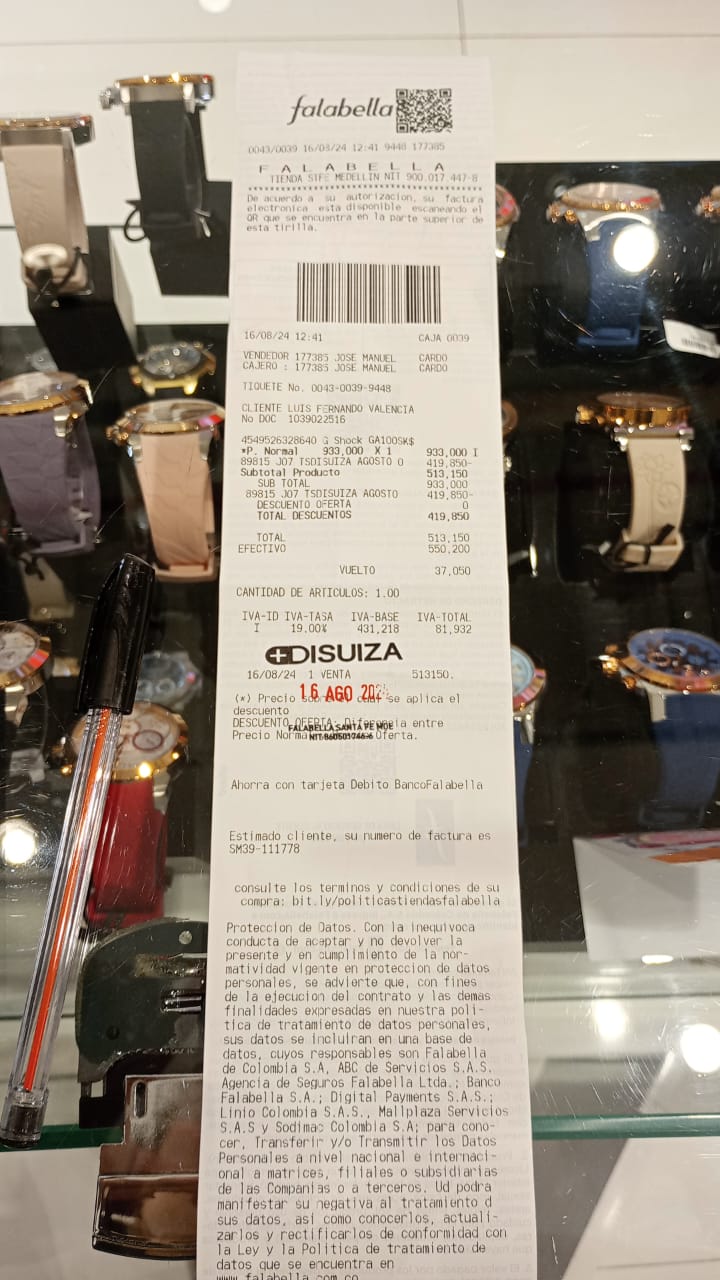 falabella
0043/0039 16/08/24 12:41 9448 177385
F A L A B E L L A
TIENDA STFE MEDELLIN NIT 900.017.447-8
De acuerdo a su autorizacion, su factura
electronica esta disponible escaneando el
QR que se encuentra en la parte superior de
esta tirilla.
16/08/24 12:41 CAJA 0039
VENDEDOR 177385 JOSE MANUEL CARDO
CAJERO : 177385 JOSE MANUEL CARDO
TIQUETE No. 0043-0039-9448
CLIENTE LUIS FERNANDO VALENCIA
No DOC 1039022516
4549526328640 G Shock GA100SK$
*P. Normal 933,000 X 1 933,000 I
89815 J07 TSDISUIZA AGOSTO 0 419,850-
Subtotal Producto 513,150
SUB TOTAL 933,000
89815 J07 TSDISUIZA AGOSTO 419,850-
DESCUENTO OFERTA 0
TOTAL DESCUENTOS 419,850
TOTAL 513,150
EFECTIVO 550,200
VUELTO 37,050
CANTIDAD DE ARTICULOS: 1.00
IVA-ID IVA-TASA IVA-BASE IVA-TOTAL
I 19.00% 431,218 81,932
DISUIZA
16/08/24 1 VENTA 513150.
16 AGO 202
(*) Precio sobre el cual se aplica el
descuento
DESCUENTO OFERTA: Diferencia entre
FALABELLA SANTA FE MDE
Precio Normal Oferta.
Ahorra con tarjeta Debito BancoFalabella
Estimado cliente, su numero de factura es
SM39-111778
consulte los terminos y condiciones de su
compra: bit.ly/politicastiendasfalabella
Proteccion de Datos. Con la inequivoca
conducta de aceptar y no devolver la
presente y en cumplimiento de la nor-
matividad vigente en proteccion de datos
personales, se advierte que, con fines
de la ejecucion del contrato y las demas
finalidades expresadas en nuestra poli-
tica de tratamiento de datos personales,
sus datos se incluiran en una base de
datos, cuyos responsables son Falabella
de Colombia S.A, ABC de Servicios S.A.S.
Agencia de Seguros Falabella Ltda.; Banco
Falabella S.A.; Digital Payments S.A.S.;
Linio Colombia S.A.S., Mallplaza Servicios
S.A.S y Sodimac Colombia S.A; para cono-
cer, Transferir y/o Transmitir los Datos
Personales a nivel nacional e internaci-
onal a matrices, filiales o subsidiarias
de las Companias o a terceros. Ud podra
manifestar su negativa al tratamiento d
sus datos, asi como conocerlos, actuali-
zarlos y rectificarlos de conformidad con
la Ley y la Politica de tratamiento de
datos que se encuentra en
www.falabella.com.co